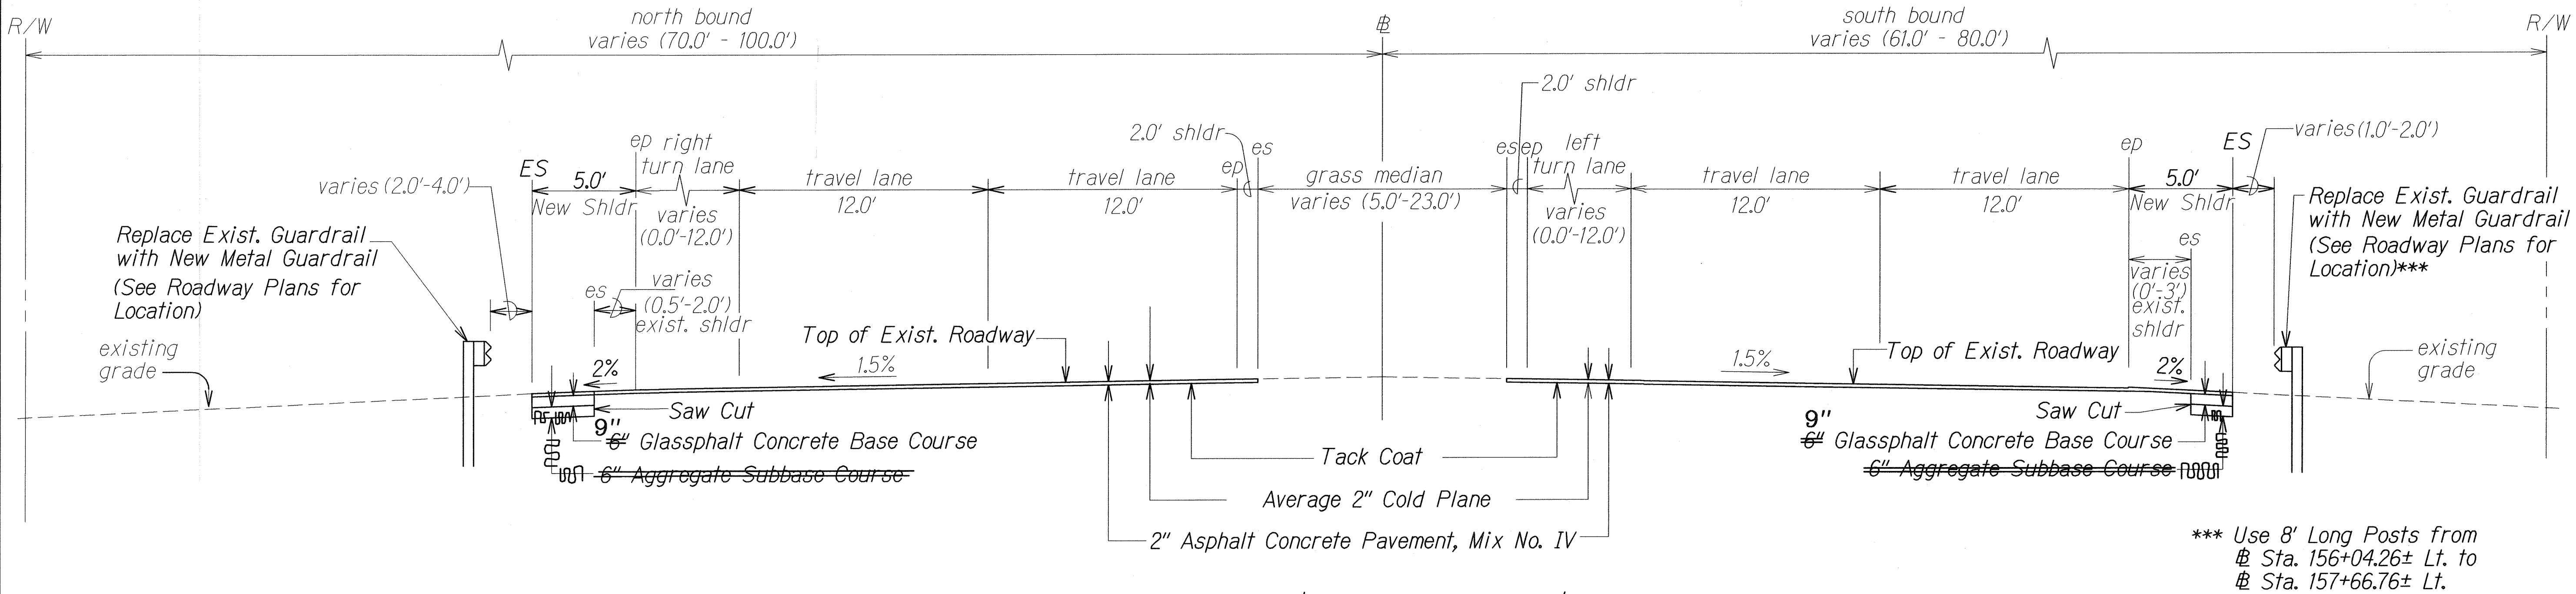 R/W
north bound
varies (70.0' - 100.0')
℄
south bound
varies (61.0' - 80.0')
R/W
2.0' shldr
2.0' shldr
varies (1.0'-2.0')
varies (2.0'-4.0')
ES
5.0'
New Shldr
ep
right
turn lane
varies
(0.0'-12.0')
travel lane
12.0'
travel lane
12.0'
ep
es
grass median
varies (5.0'-23.0')
es
ep
left
turn lane
varies
(0.0'-12.0')
travel lane
12.0'
travel lane
12.0'
ep
ES
5.0'
New Shldr
es
varies
(0'-3')
exist.
shldr
Replace Exist. Guardrail
with New Metal Guardrail
(See Roadway Plans for
Location)
es
varies
(0.5'-2.0')
exist. shldr
Replace Exist. Guardrail
with New Metal Guardrail
(See Roadway Plans for
Location)***
existing
grade
2%
1.5%
Top of Exist. Roadway
1.5%
Top of Exist. Roadway
2%
existing
grade
Saw Cut
9"
6" Glassphalt Concrete Base Course
6" Aggregate Subbase Course
Tack Coat
Average 2" Cold Plane
2" Asphalt Concrete Pavement, Mix No. IV
Saw Cut
9"
6" Glassphalt Concrete Base Course
6" Aggregate Subbase Course
*** Use 8' Long Posts from
℄ Sta. 156+04.26± Lt. to
℄ Sta. 157+66.76± Lt.